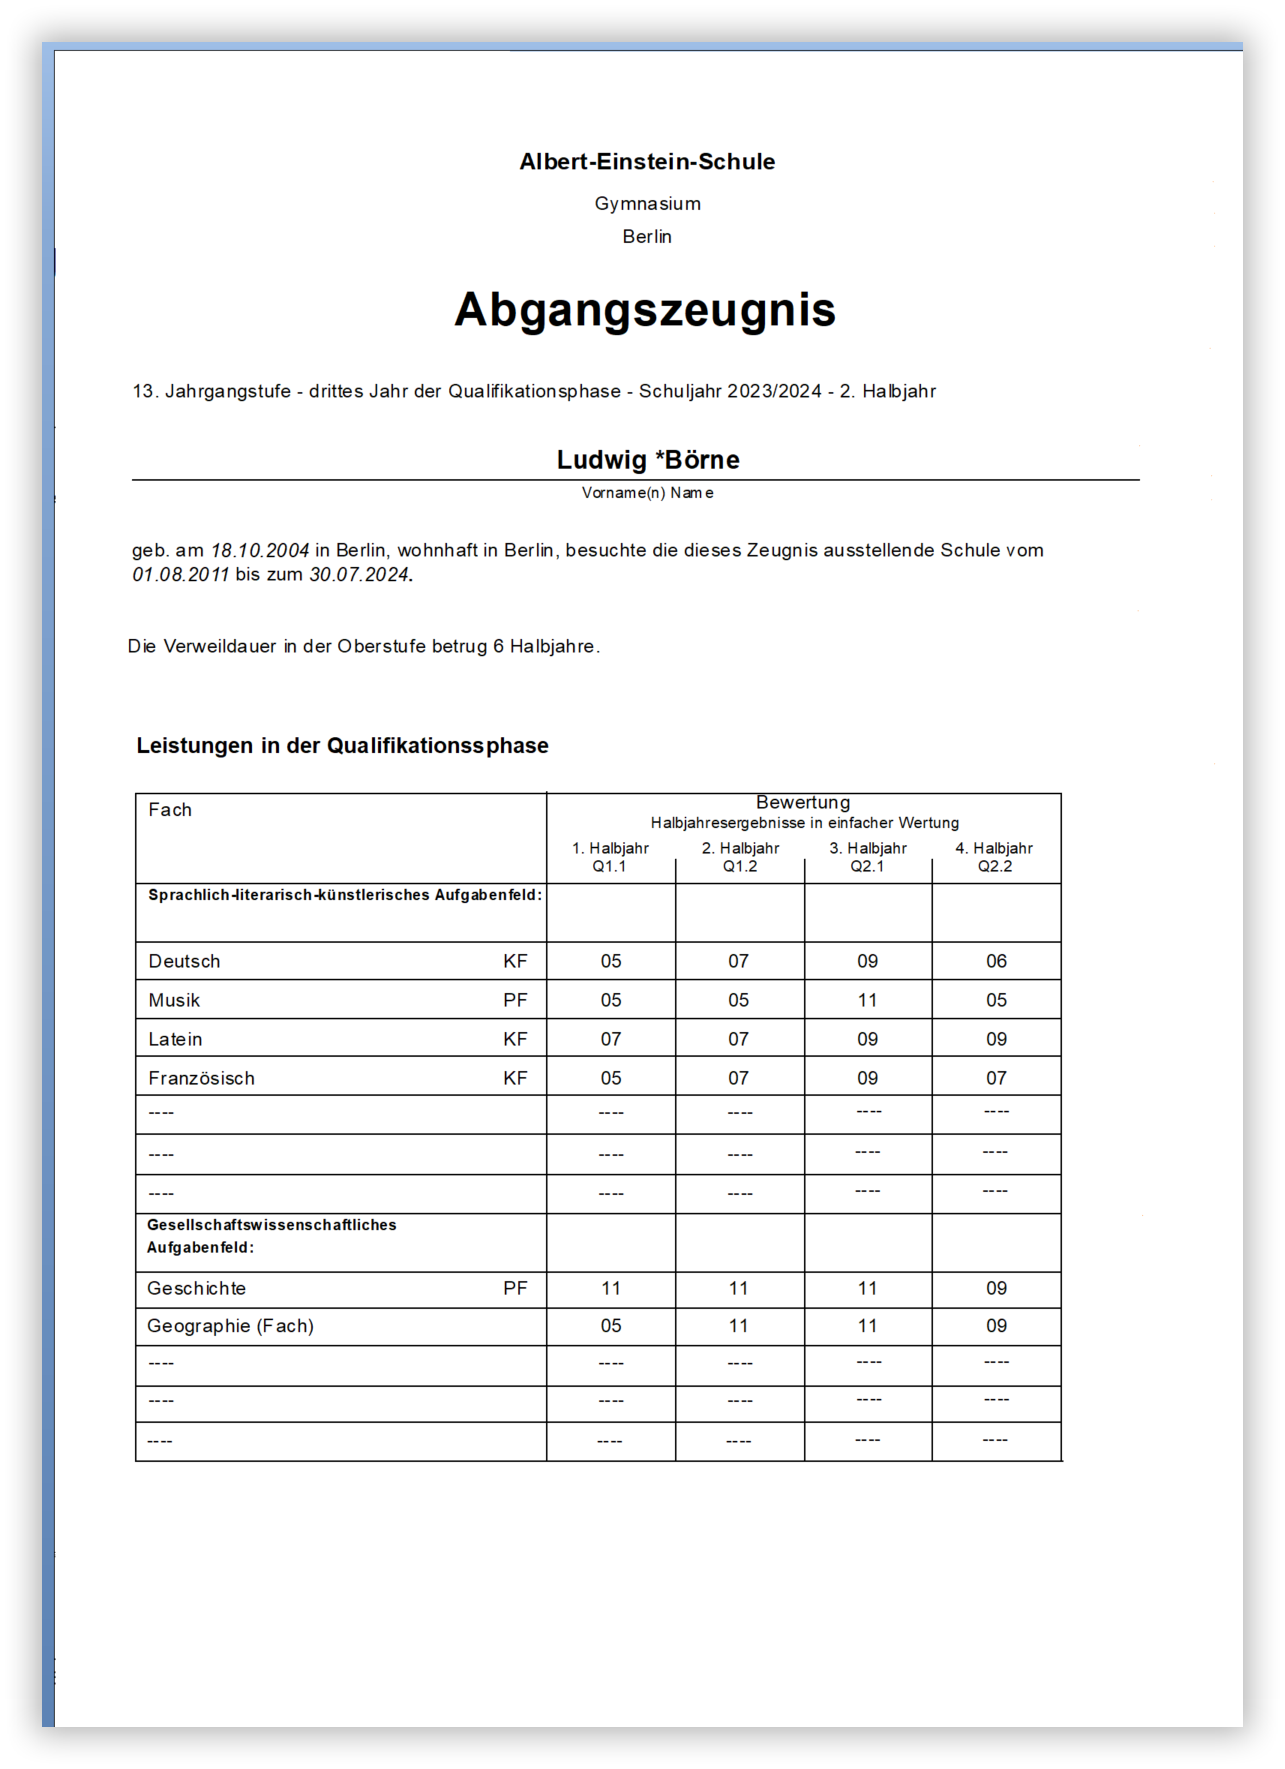 Albert-Einstein-Schule
Gymnasium
Berlin
Abgangszeugnis
13. Jahrgangstufe - drittes Jahr der Qualifikationsphase - Schuljahr 2023/2024 - 2. Halbjahr
Ludwig *Börne
Vorname(n) Name
geb. am 18.10.2004 in Berlin, wohnhaft in Berlin, besuchte die dieses Zeugnis ausstellende Schule vom
01.08.2011 bis zum 30.07.2024.
Die Verweildauer in der Oberstufe betrug 6 Halbjahre.
Leistungen in der Qualifikationssphase
Fach Bewertung
Halbjahresergebnisse in einfacher Wertung
1. Halbjahr 2. Halbjahr 3. Halbjahr 4. Halbjahr
Q1.1 Q1.2 Q2.1 Q2.2
Sprachlich-literarisch-künstlerisches Aufgabenfeld:
Deutsch KF 05 07 09 06
Musik PF 05 05 11 05
Latein KF 07 07 09 09
Französisch KF 05 07 09 07
---- ---- ---- ---- ----
---- ---- ---- ---- ----
---- ---- ---- ---- ----
Gesellschaftswissenschaftliches
Aufgabenfeld:
Geschichte PF 11 11 11 09
Geographie (Fach) 05 11 11 09
---- ---- ---- ---- ----
---- ---- ---- ---- ----
---- ---- ---- ---- ----